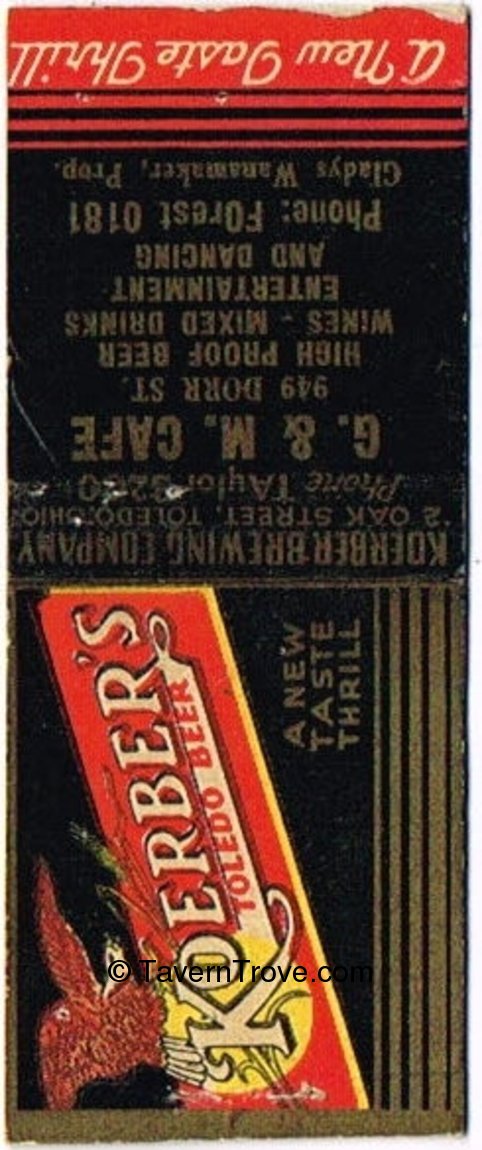 A New Taste Thrill
KOERBER BREWING COMPANY
OAK STREET, TOLEDO, OHIO
Phone TAylor
G. & M. CAFE
949 DORR ST.
HIGH PROOF BEER
WINES - MIXED DRINKS
ENTERTAINMENT
AND DANCING
Phone: FOrest 0181
Gladys Wanamaker, Prop.
KOERBER'S
TOLEDO BEER
A NEW
TASTE
THRILL
© TavernTrove.com